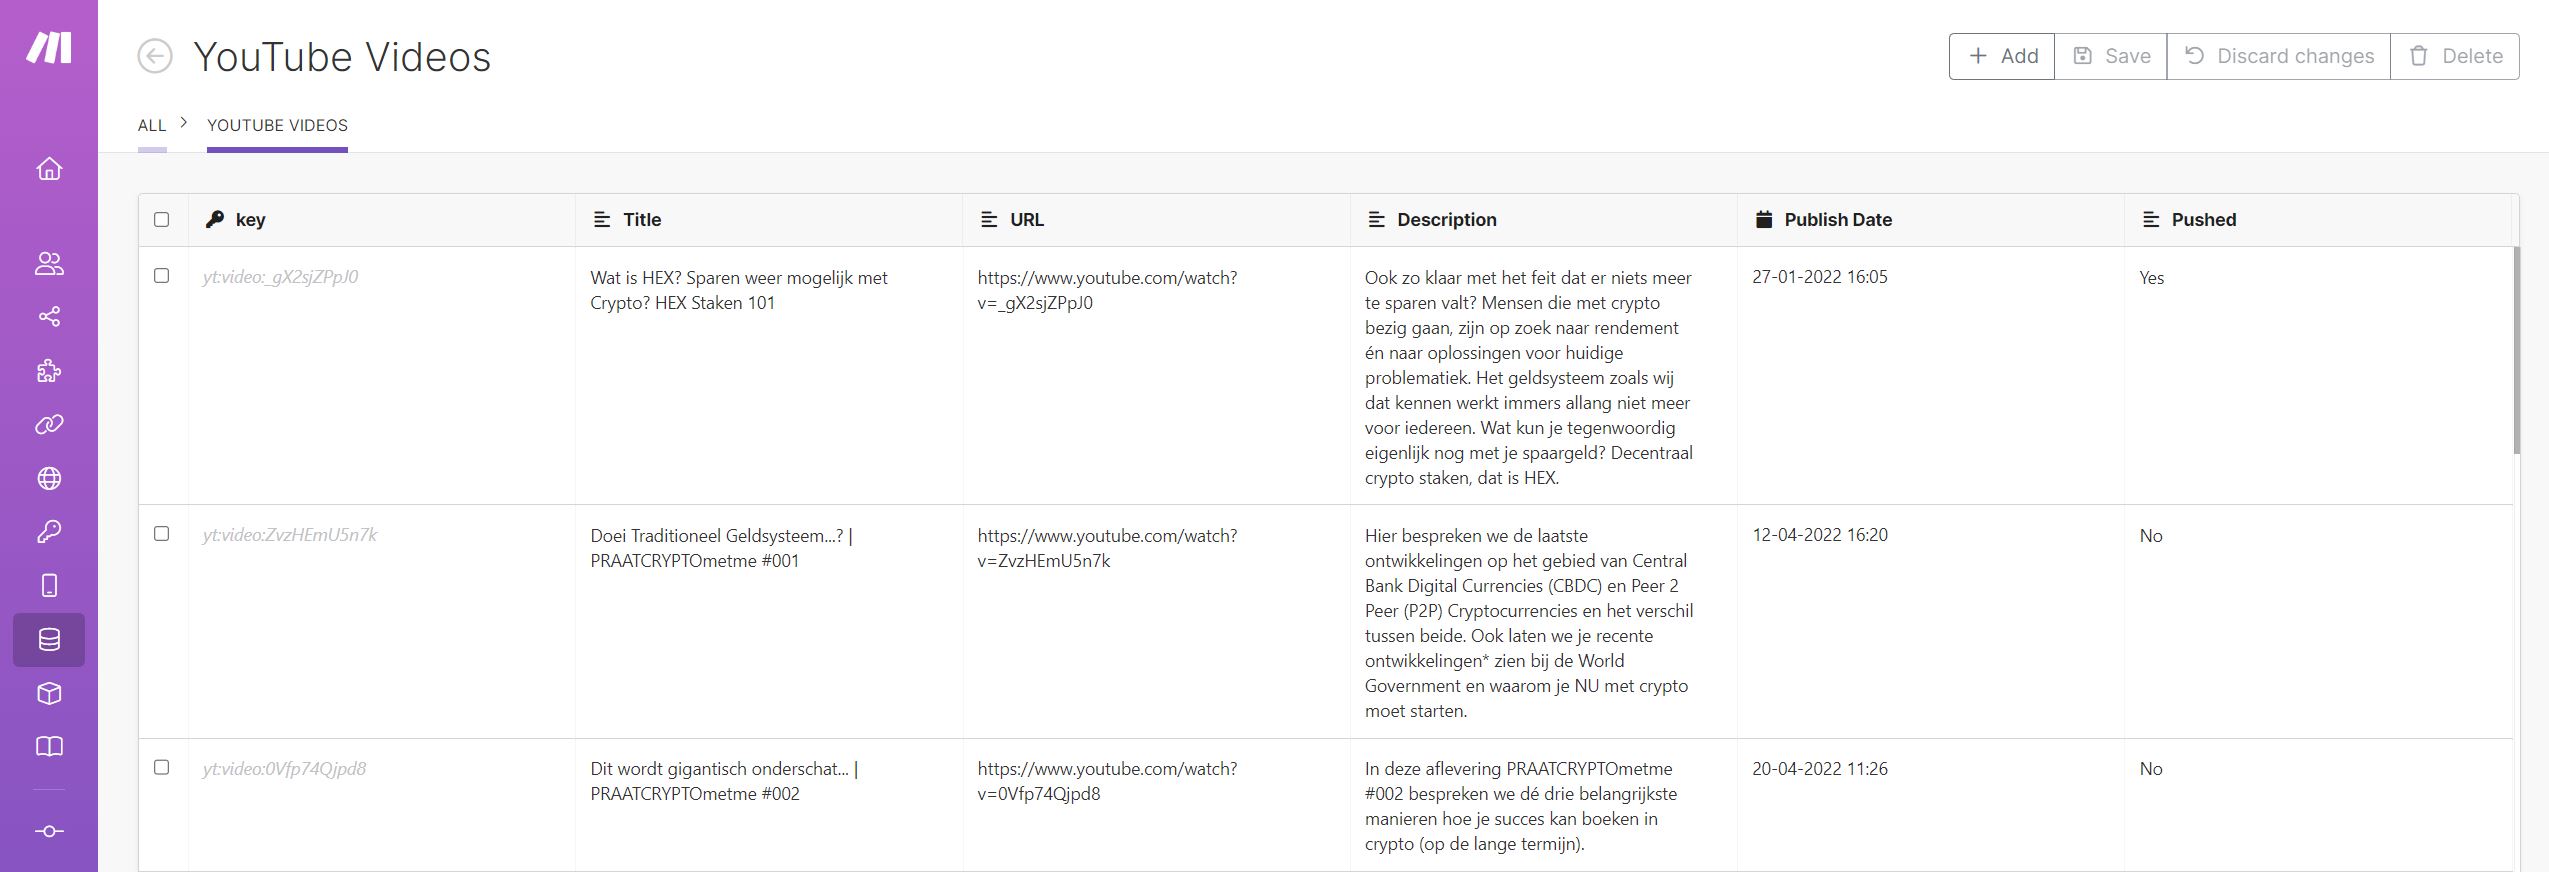 YouTube Videos
Add Save Discard changes Delete
ALL YOUTUBE VIDEOS
key Title URL Description Publish Date Pushed
yt:video:_gX2sjZPpJ0
Wat is HEX? Sparen weer mogelijk met
Crypto? HEX Staken 101
https://www.youtube.com/watch?
v=_gX2sjZPpJ0
Ook zo klaar met het feit dat er niets meer
te sparen valt? Mensen die met crypto
bezig gaan, zijn op zoek naar rendement
én naar oplossingen voor huidige
problematiek. Het geldsysteem zoals wij
dat kennen werkt immers allang niet meer
voor iedereen. Wat kun je tegenwoordig
eigenlijk nog met je spaargeld? Decentraal
crypto staken, dat is HEX.
27-01-2022 16:05
Yes
yt:video:ZvzHEmU5n7k
Doei Traditioneel Geldsysteem...? |
PRAATCRYPTOmetme #001
https://www.youtube.com/watch?
v=ZvzHEmU5n7k
Hier bespreken we de laatste
ontwikkelingen op het gebied van Central
Bank Digital Currencies (CBDC) en Peer 2
Peer (P2P) Cryptocurrencies en het verschil
tussen beide. Ook laten we je recente
ontwikkelingen* zien bij de World
Government en waarom je NU met crypto
moet starten.
12-04-2022 16:20
No
yt:video:0Vfp74Qjpd8
Dit wordt gigantisch onderschat... |
PRAATCRYPTOmetme #002
https://www.youtube.com/watch?
v=0Vfp74Qjpd8
In deze aflevering PRAATCRYPTOmetme
#002 bespreken we dé drie belangrijkste
manieren hoe je succes kan boeken in
crypto (op de lange termijn).
20-04-2022 11:26
No